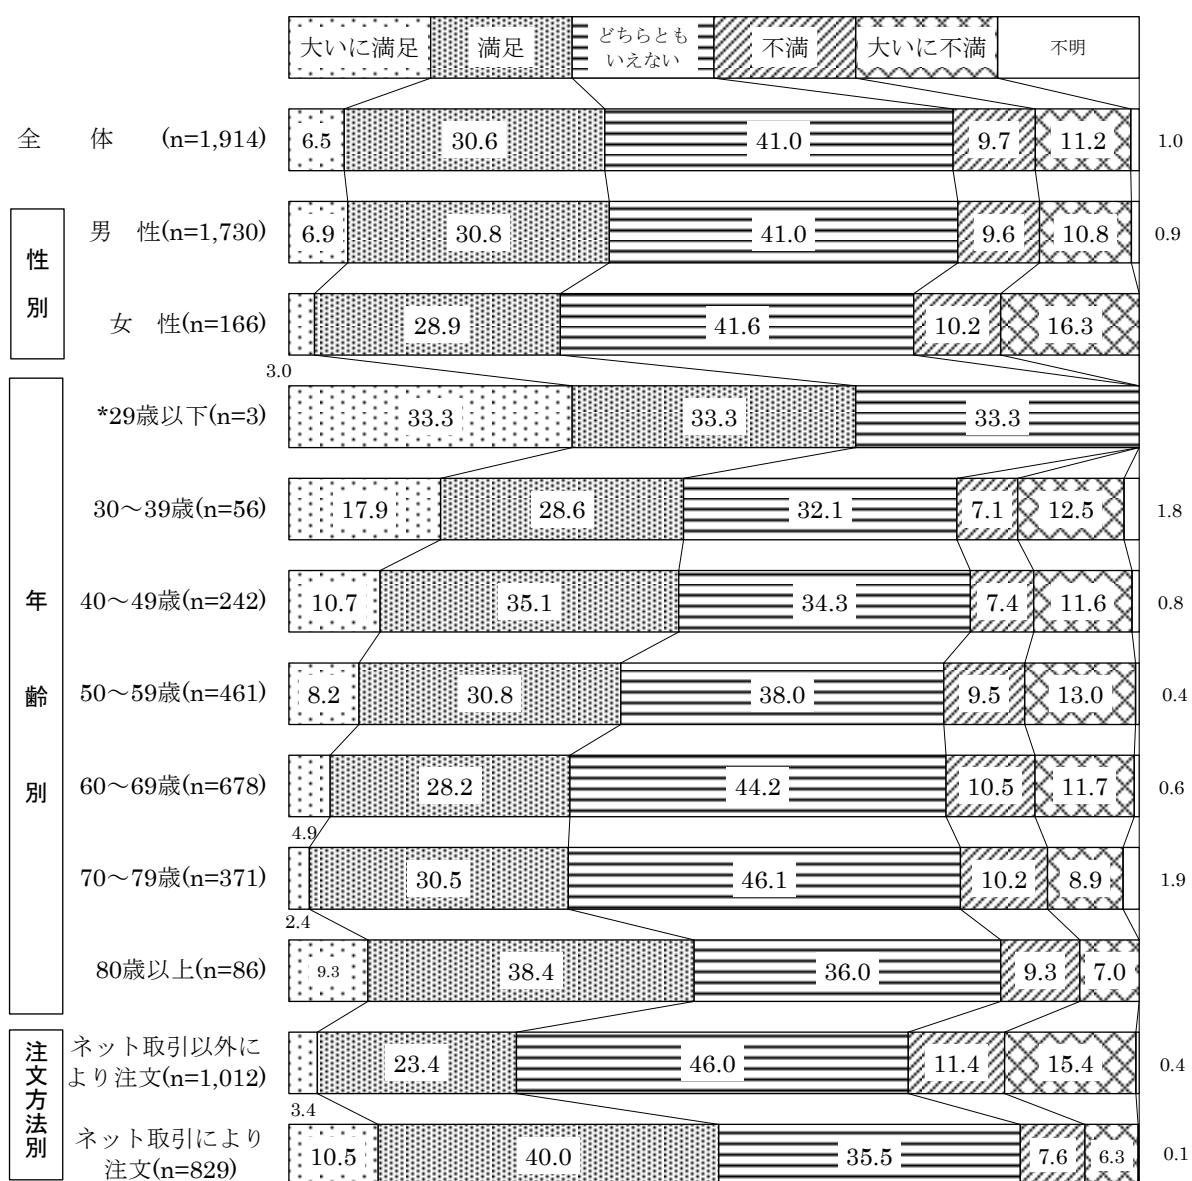 大いに満足 満足 どちらとも 不満 大いに不満 不明
いえない
全 体 (n=1,914) 6.5 30.6 41.0 9.7 11.2 1.0
性別
男 性(n=1,730) 6.9 30.8 41.0 9.6 10.8 0.9
女 性(n=166) 28.9 41.6 10.2 16.3
3.0
年齢別
*29歳以下(n=3) 33.3 33.3 33.3
30～39歳(n=56) 17.9 28.6 32.1 7.1 12.5 1.8
40～49歳(n=242) 10.7 35.1 34.3 7.4 11.6 0.8
50～59歳(n=461) 8.2 30.8 38.0 9.5 13.0 0.4
60～69歳(n=678) 28.2 44.2 10.5 11.7 0.6
4.9
70～79歳(n=371) 30.5 46.1 10.2 8.9 1.9
2.4
80歳以上(n=86) 9.3 38.4 36.0 9.3 7.0
注文方法別
ネット取引以外に
より注文(n=1,012) 23.4 46.0 11.4 15.4 0.4
3.4
ネット取引により
注文(n=829) 10.5 40.0 35.5 7.6 6.3 0.1